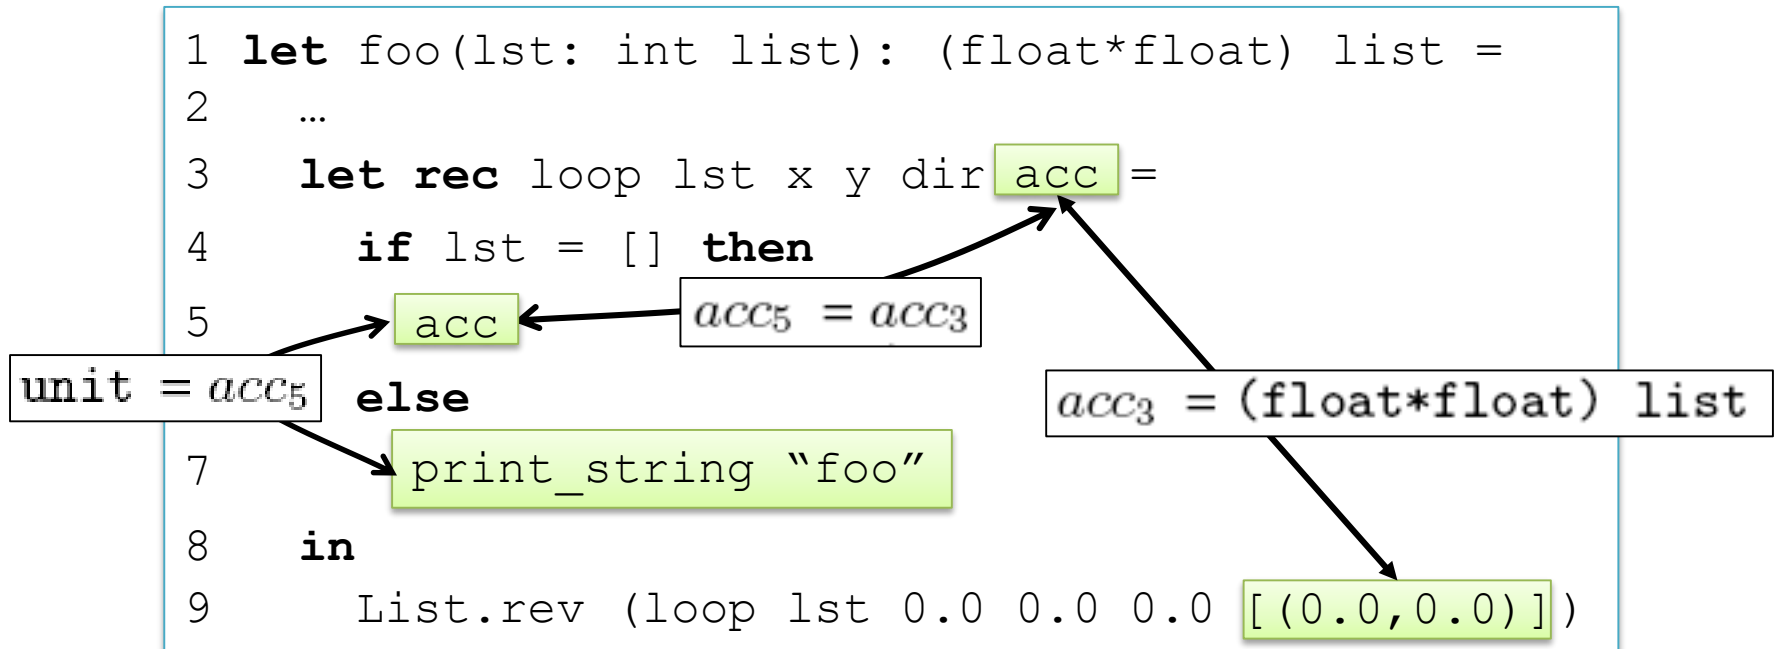 1 let foo(lst: int list): (float*float) list =
2 …
3 let rec loop lst x y dir acc =
4 if lst = [] then
5 acc
acc₅ = acc₃
unit = acc₅
else
acc₃ = (float*float) list
7 print_string “foo”
8 in
9 List.rev (loop lst 0.0 0.0 0.0 [(0.0,0.0)])